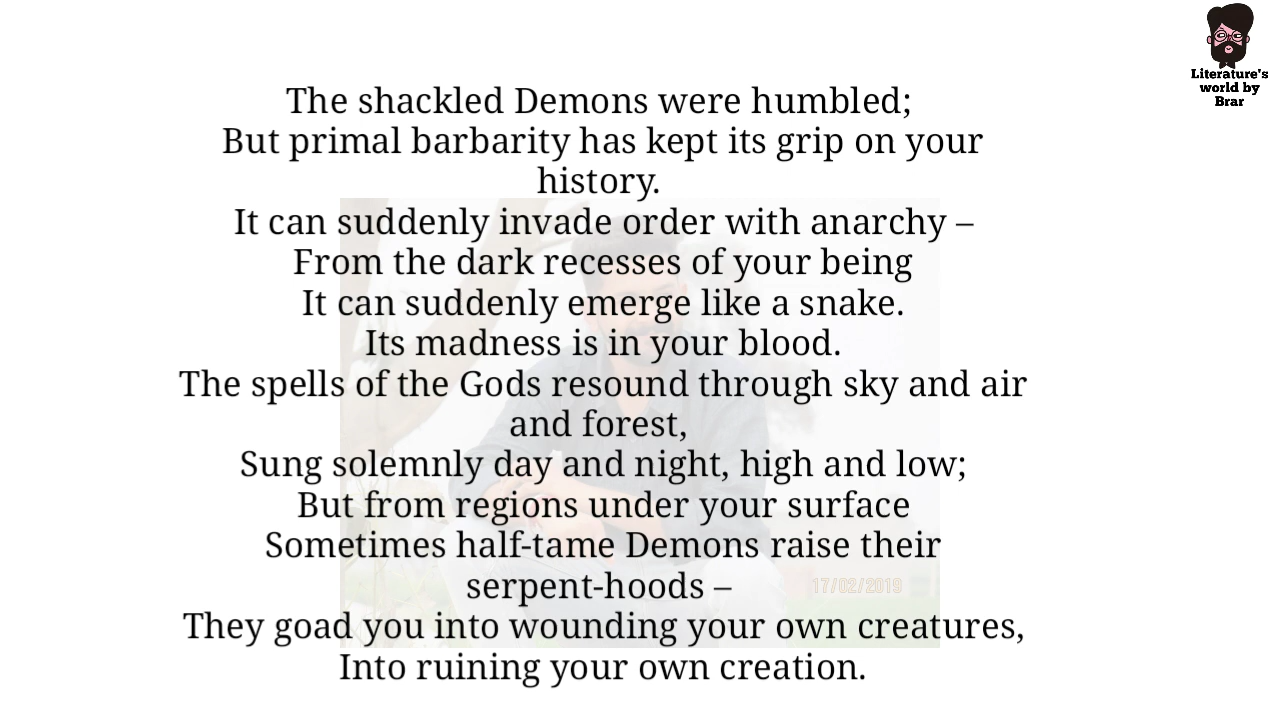 Literature's
world by
Brar
The shackled Demons were humbled;
But primal barbarity has kept its grip on your
history.
It can suddenly invade order with anarchy –
From the dark recesses of your being
It can suddenly emerge like a snake.
Its madness is in your blood.
The spells of the Gods resound through sky and air
and forest,
Sung solemnly day and night, high and low;
But from regions under your surface
Sometimes half-tame Demons raise their
serpent-hoods –
They goad you into wounding your own creatures,
Into ruining your own creation.
17/02/2019